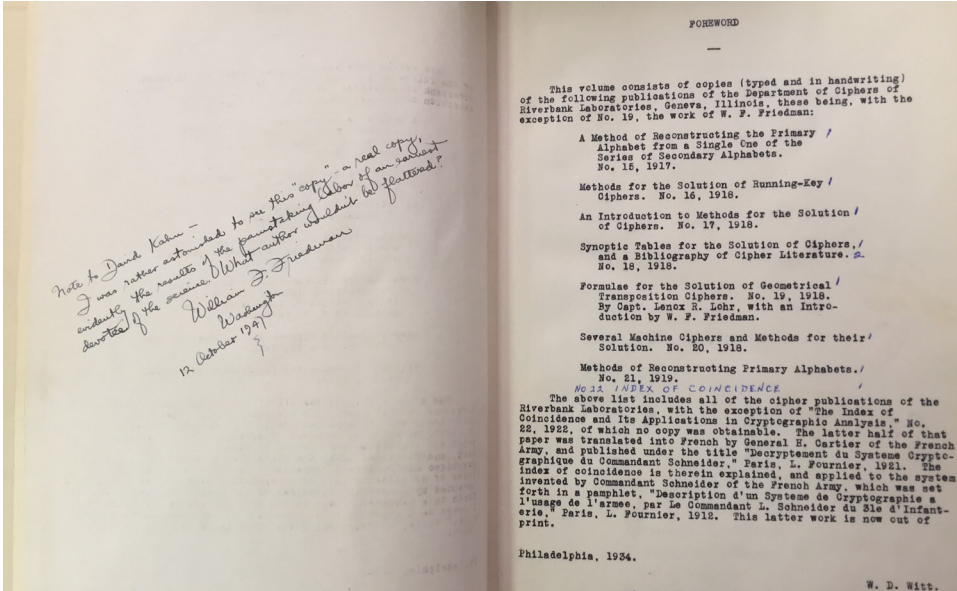 Note to David Kahn —
I was rather astonished to see this "copy" - a real copy,
evidently the results of the painstaking labor of an earnest
devotee of the science. What author wouldn't be flattered?
William F. Friedman
Washington
12 October 1947
FOREWORD
This volume consists of copies (typed and in handwriting)
of the following publications of the Department of Ciphers of
Riverbank Laboratories, Geneva, Illinois, these being, with the
exception of No. 19, the work of W. F. Friedman:
A Method of Reconstructing the Primary /
Alphabet from a Single One of the
Series of Secondary Alphabets.
No. 15, 1917.
Methods for the Solution of Running-Key /
Ciphers. No. 16, 1918.
An Introduction to Methods for the Solution /
of Ciphers. No. 17, 1918.
Synoptic Tables for the Solution of Ciphers, /
and a Bibliography of Cipher Literature. 2
No. 18, 1918.
Formulae for the Solution of Geometrical /
Transposition Ciphers. No. 19, 1918.
By Capt. Lenox R. Lohr, with an Intro-
duction by W. F. Friedman.
Several Machine Ciphers and Methods for their /
Solution. No. 20, 1918.
Methods of Reconstructing Primary Alphabets. /
No. 21, 1919.
NO 22 INDEX OF COINCIDENCE /
The above list includes all of the cipher publications of the
Riverbank Laboratories, with the exception of "The Index of
Coincidence and Its Applications in Cryptographic Analysis," No.
22, 1922, of which no copy was obtainable. The latter half of that
paper was translated into French by General H. Cartier of the French
Army, and published under the title "Decryptement du Systeme Crypto-
graphique du Commandant Schneider," Paris, L. Fournier, 1921. The
index of coincidence is therein explained, and applied to the system
invented by Commandant Schneider of the French Army, which was set
forth in a pamphlet, "Description d'un Systeme de Cryptographie a
l'usage de l'armee, par Le Commandant L. Schneider du 31e d'Infant-
erie," Paris, L. Fournier, 1912. This latter work is now out of
print.
Philadelphia, 1934.
W. D. Witt.